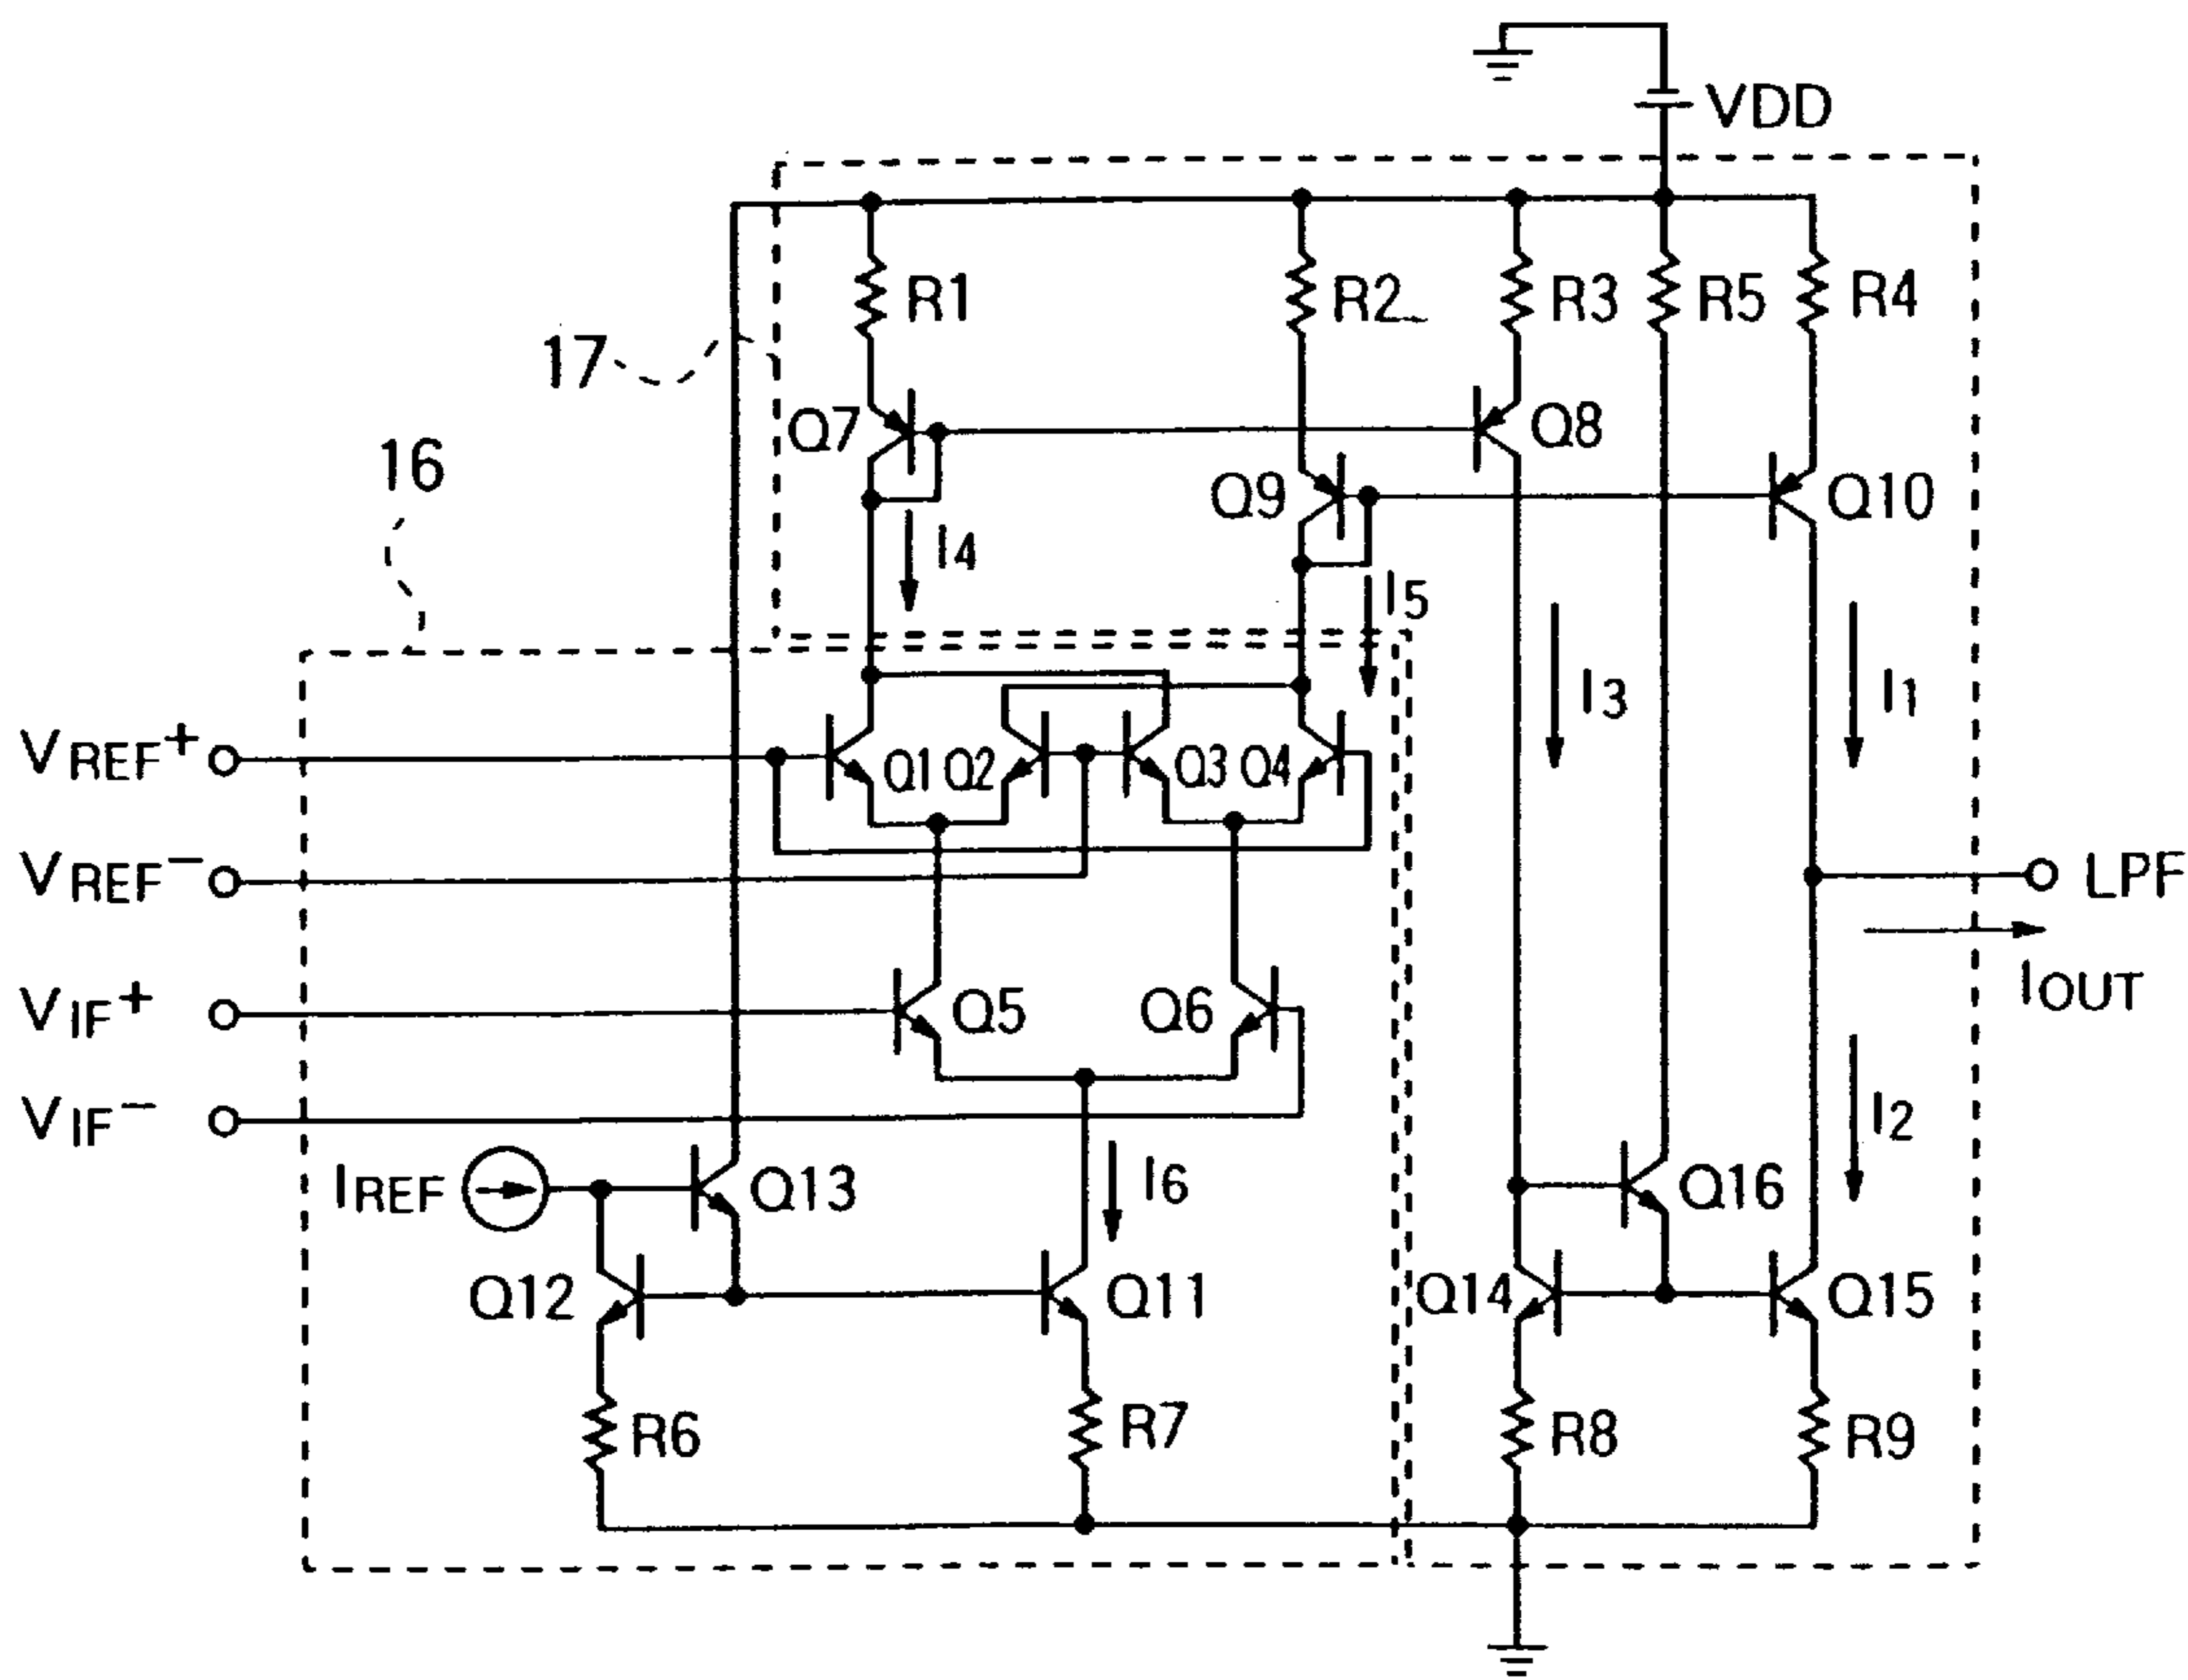 VDD
R1
R2
R3
R5
R4
17
Q7
Q8
16
Q9
Q10
I4
I5
I3
I1
VREF+
Q1
Q2
Q3
Q4
VREF−
LPF
VIF+
Q5
Q6
IOUT
VIF−
I2
IREF
Q13
I6
Q16
Q12
Q11
Q14
Q15
R6
R7
R8
R9